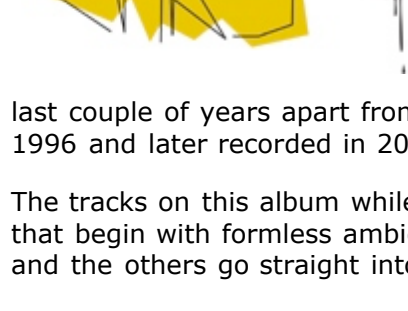 last couple of years apart from
1996 and later recorded in 20
The tracks on this album while
that begin with formless ambi
and the others go straight into